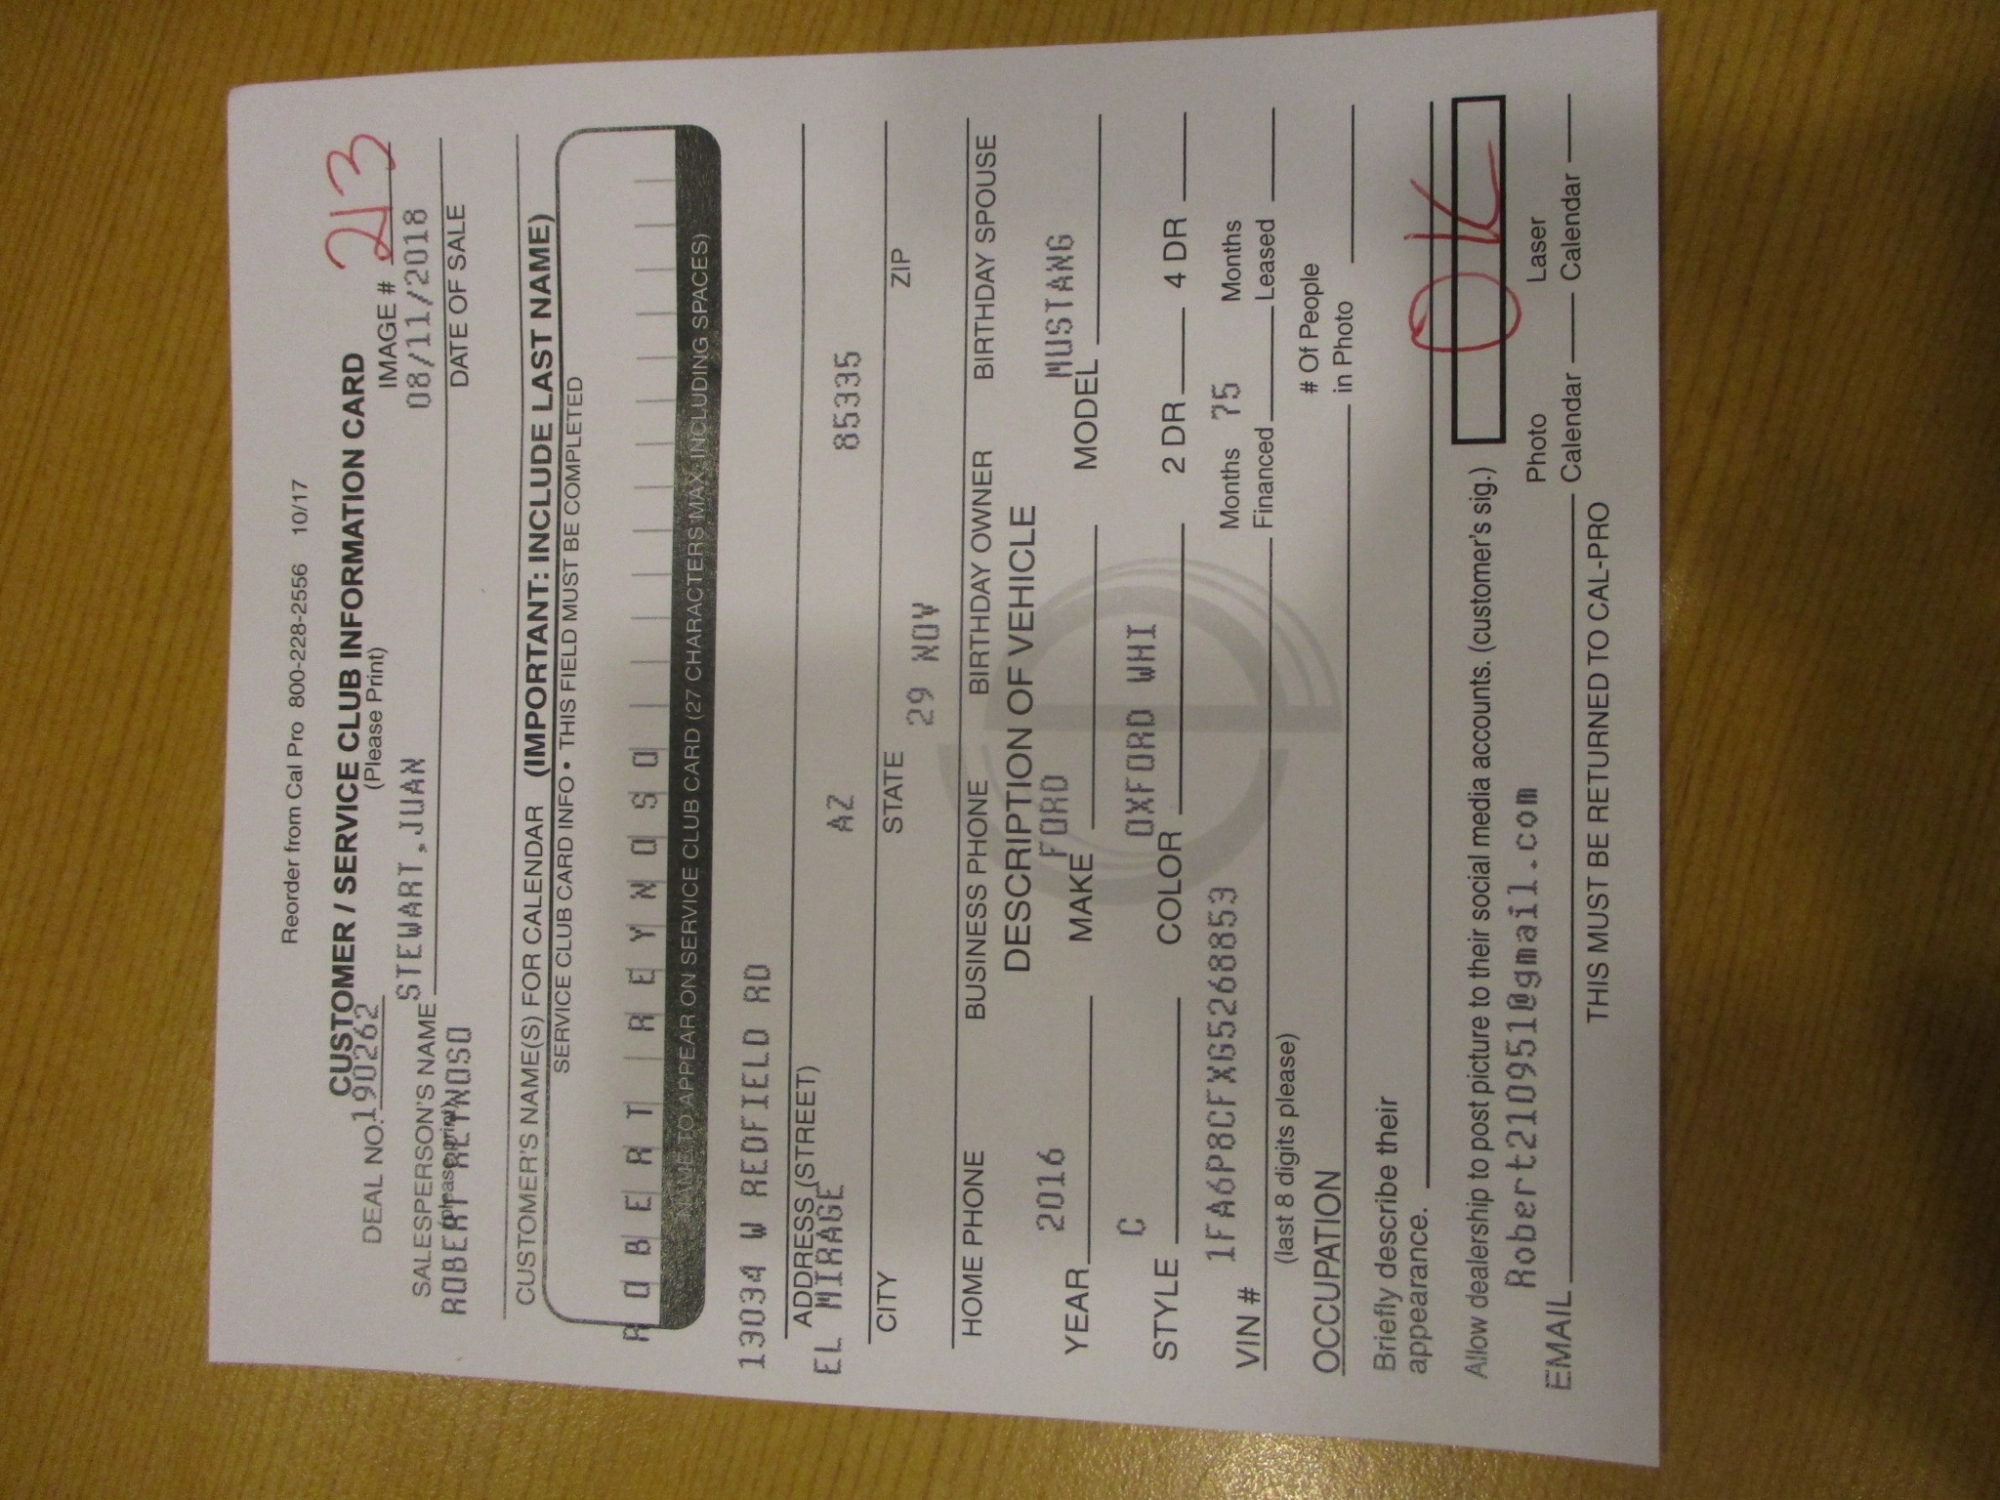 Reorder from Cal Pro 800-228-2556 10/17
CUSTOMER / SERVICE CLUB INFORMATION CARD
(Please Print)
DEAL NO. 190262 IMAGE # 213
SALESPERSON'S NAME STEWART,JUAN 08/11/2018
(please print) DATE OF SALE
ROBERT REYNOSO
CUSTOMER'S NAME(S) FOR CALENDAR (IMPORTANT: INCLUDE LAST NAME)
SERVICE CLUB CARD INFO • THIS FIELD MUST BE COMPLETED
ROBERT REYNOSO
NAME TO APPEAR ON SERVICE CLUB CARD (27 CHARACTERS MAX INCLUDING SPACES)
13034 W REDFIELD RD
ADDRESS (STREET)
EL MIRAGE AZ 85335
CITY STATE ZIP
29 NOV
HOME PHONE BUSINESS PHONE BIRTHDAY OWNER BIRTHDAY SPOUSE
DESCRIPTION OF VEHICLE
YEAR 2016 MAKE FORD MODEL MUSTANG
STYLE C COLOR OXFORD WHI 2 DR 4 DR
VIN # 1FA6P8CFXG5268853 Months Financed 75 Months Leased
(last 8 digits please)
OCCUPATION # Of People in Photo
Briefly describe their
appearance.
Allow dealership to post picture to their social media accounts. (customer's sig.) OK
EMAIL Robert210951@gmail.com Photo Calendar Laser Calendar
THIS MUST BE RETURNED TO CAL-PRO